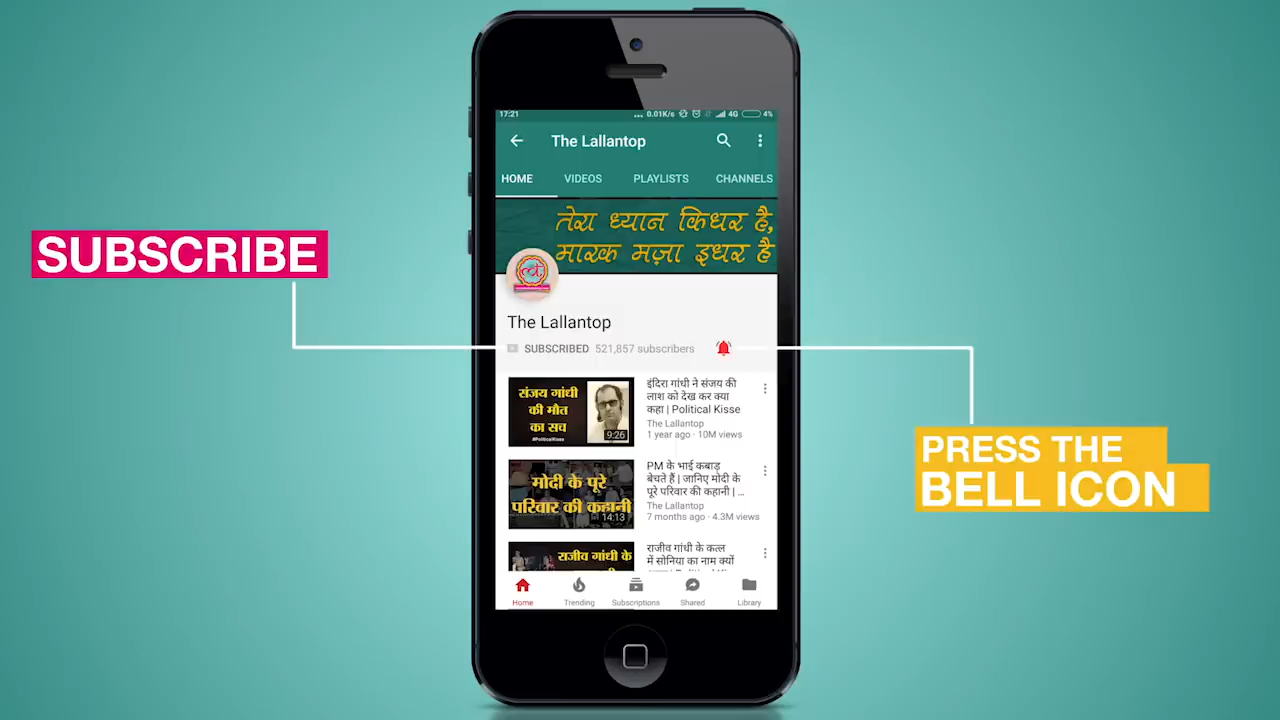 17:21 ... 0.01K/s 4G 4%
The Lallantop
HOME VIDEOS PLAYLISTS CHANNELS
तेरा ध्यान किधर है,
मारक मज़ा इधर है
SUBSCRIBE
The Lallantop
SUBSCRIBED 521,857 subscribers
संजय गांधी
की मौत
का सच
#PoliticalKisse
9:26
इंदिरा गांधी ने संजय की
लाश को देख कर क्या
कहा | Political Kisse
The Lallantop
1 year ago · 10M views
PRESS THE
BELL ICON
मोदी के पूरे
परिवार की कहानी
14:13
PM के भाई कबाड़
बेचते हैं | जानिए मोदी के
पूरे परिवार की कहानी | ...
The Lallantop
7 months ago · 4.3M views
राजीव गांधी के
राजीव गांधी के कत्ल
में सोनिया का नाम क्यों
Home Trending Subscriptions Shared Library